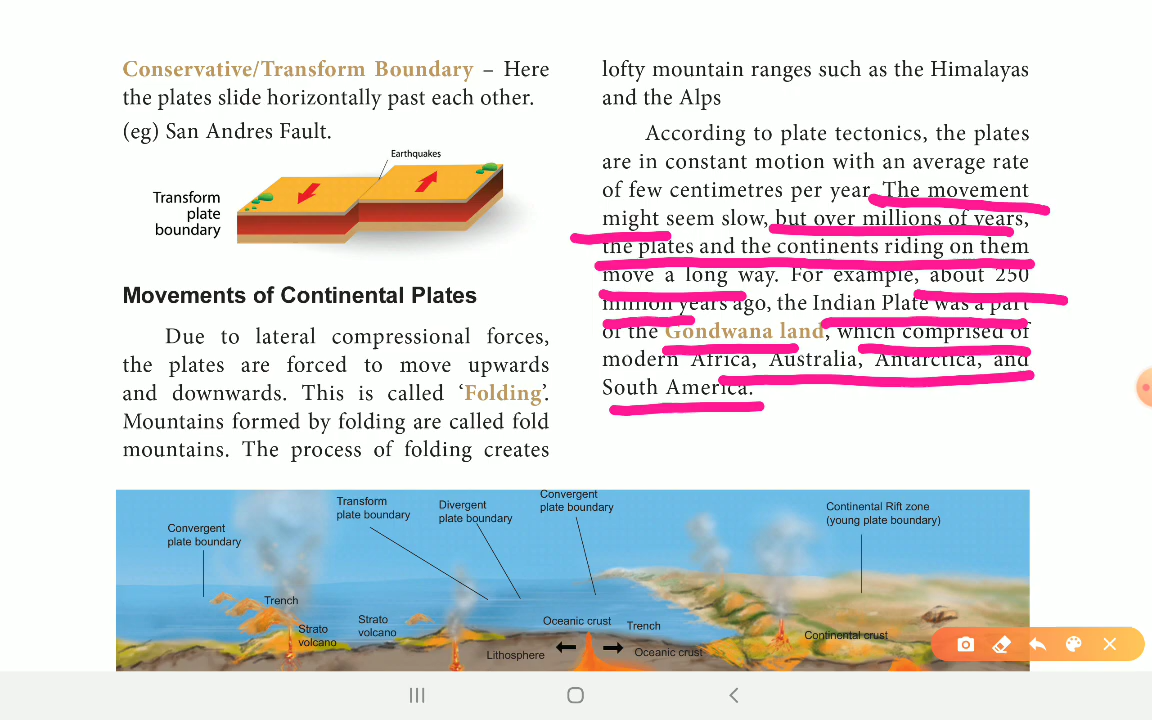 Conservative/Transform Boundary – Here
the plates slide horizontally past each other.
(eg) San Andres Fault.
Earthquakes
Transform
plate
boundary
Movements of Continental Plates
Due to lateral compressional forces,
the plates are forced to move upwards
and downwards. This is called ‘Folding’.
Mountains formed by folding are called fold
mountains. The process of folding creates
lofty mountain ranges such as the Himalayas
and the Alps
According to plate tectonics, the plates
are in constant motion with an average rate
of few centimetres per year. The movement
might seem slow, but over millions of years,
the plates and the continents riding on them
move a long way. For example, about 250
million years ago, the Indian Plate was a part
of the Gondwana land, which comprised of
modern Africa, Australia, Antarctica, and
South America.
Convergent
plate boundary
Transform
plate boundary
Divergent
plate boundary
Convergent
plate boundary
Continental Rift zone
(young plate boundary)
Trench
Strato
volcano
Strato
volcano
Oceanic crust
Trench
Lithosphere
Oceanic crust
Continental crust